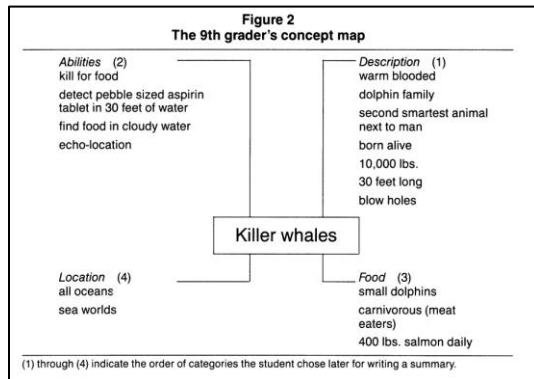 Figure 2
The 9th grader's concept map
Abilities (2)
kill for food
detect pebble sized aspirin
tablet in 30 feet of water
find food in cloudy water
echo-location
Description (1)
warm blooded
dolphin family
second smartest animal
next to man
born alive
10,000 lbs.
30 feet long
blow holes
Killer whales
Location (4)
all oceans
sea worlds
Food (3)
small dolphins
carnivorous (meat
eaters)
400 lbs. salmon daily
(1) through (4) indicate the order of categories the student chose later for writing a summary.